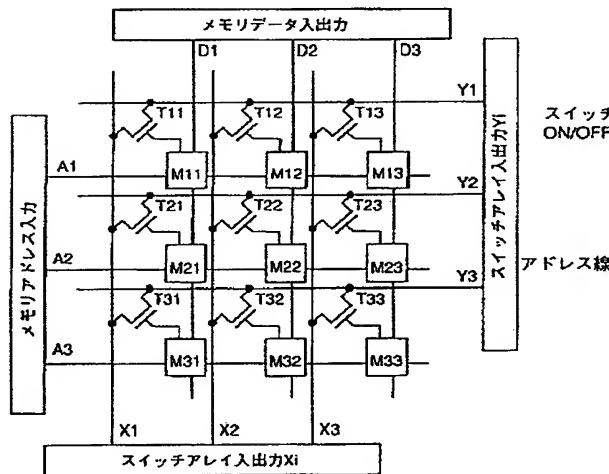 メモリデータ入出力
D1 D2 D3
Y1
T11 T12 T13
スイッチ
ON/OFF
A1
M11 M12 M13
Y2
T21 T22 T23
A2
M21 M22 M23
アドレス線
Y3
T31 T32 T33
A3
M31 M32 M33
メモリアドレス入力
スイッチアレイ入出力Yi
X1 X2 X3
スイッチアレイ入出力Xi